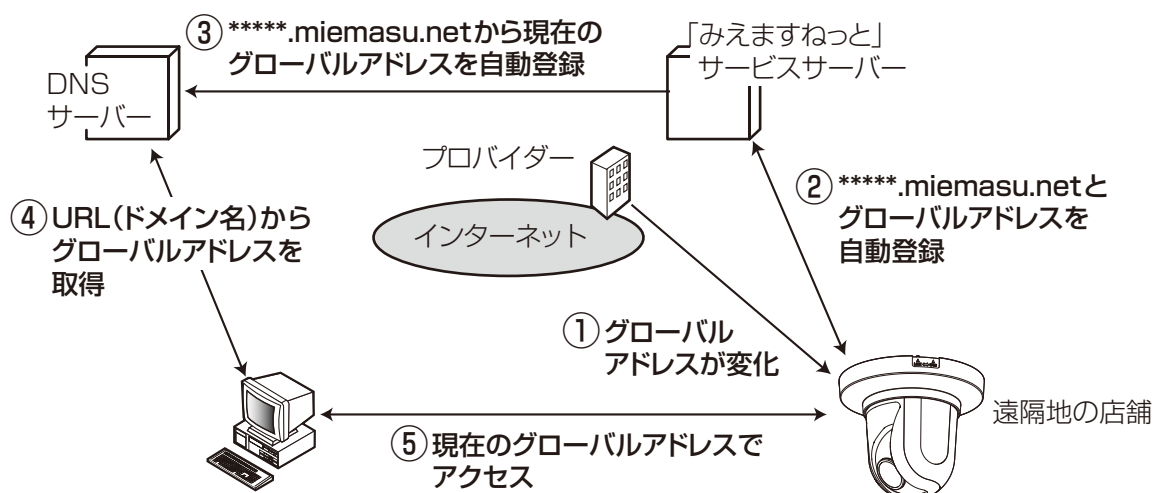 ③*****.miemasu.netから現在の
グローバルアドレスを自動登録
「みえますねっと」
サービスサーバー
DNS
サーバー
プロバイダー
②*****.miemasu.netと
グローバルアドレスを
自動登録
④URL(ドメイン名)から
グローバルアドレスを
取得
インターネット
①グローバル
アドレスが変化
遠隔地の店舗
⑤現在のグローバルアドレスで
アクセス